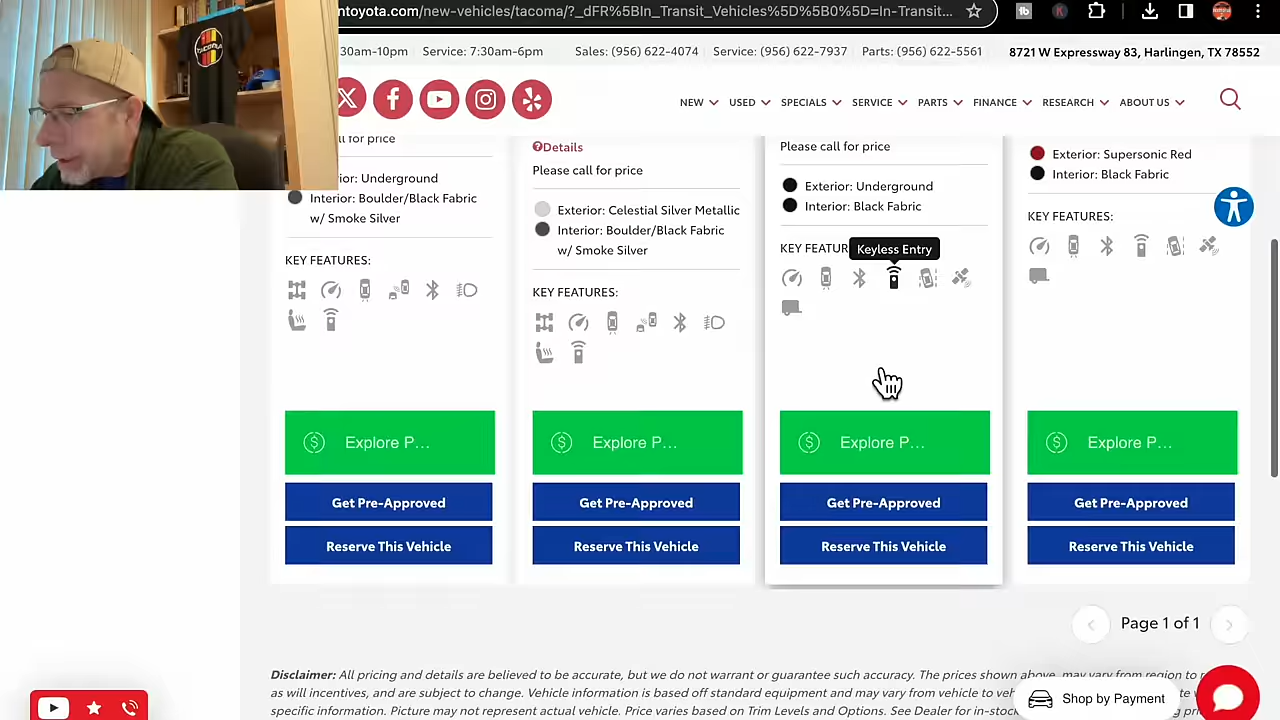 ntoyota.com/new-vehicles/tacoma/?_dFR%5BIn_Transit_Vehicles%5D%5B0%5D=In-Transit...
TACOMA
30am-10pm Service: 7:30am-6pm Sales: (956) 622-4074 Service: (956) 622-7937 Parts: (956) 622-5561 8721 W Expressway 83, Harlingen, TX 78552
NEW USED SPECIALS SERVICE PARTS FINANCE RESEARCH ABOUT US
ll for price
: Underground
Interior: Boulder/Black Fabric
w/ Smoke Silver
KEY FEATURES:
Explore P...
Get Pre-Approved
Reserve This Vehicle
Details
Please call for price
Exterior: Celestial Silver Metallic
Interior: Boulder/Black Fabric
w/ Smoke Silver
KEY FEATURES:
Explore P...
Get Pre-Approved
Reserve This Vehicle
Please call for price
Exterior: Underground
Interior: Black Fabric
KEY FEATUR
Keyless Entry
Explore P...
Get Pre-Approved
Reserve This Vehicle
Exterior: Supersonic Red
Interior: Black Fabric
KEY FEATURES:
Explore P...
Get Pre-Approved
Reserve This Vehicle
Page 1 of 1
Disclaimer: All pricing and details are believed to be accurate, but we do not warrant or guarantee such accuracy. The prices shown above, may vary from region to r
as will incentives, and are subject to change. Vehicle information is based off standard equipment and may vary from vehicle to veh
specific information. Picture may not represent actual vehicle. Price varies based on Trim Levels and Options. See Dealer for in-stoc
Shop by Payment